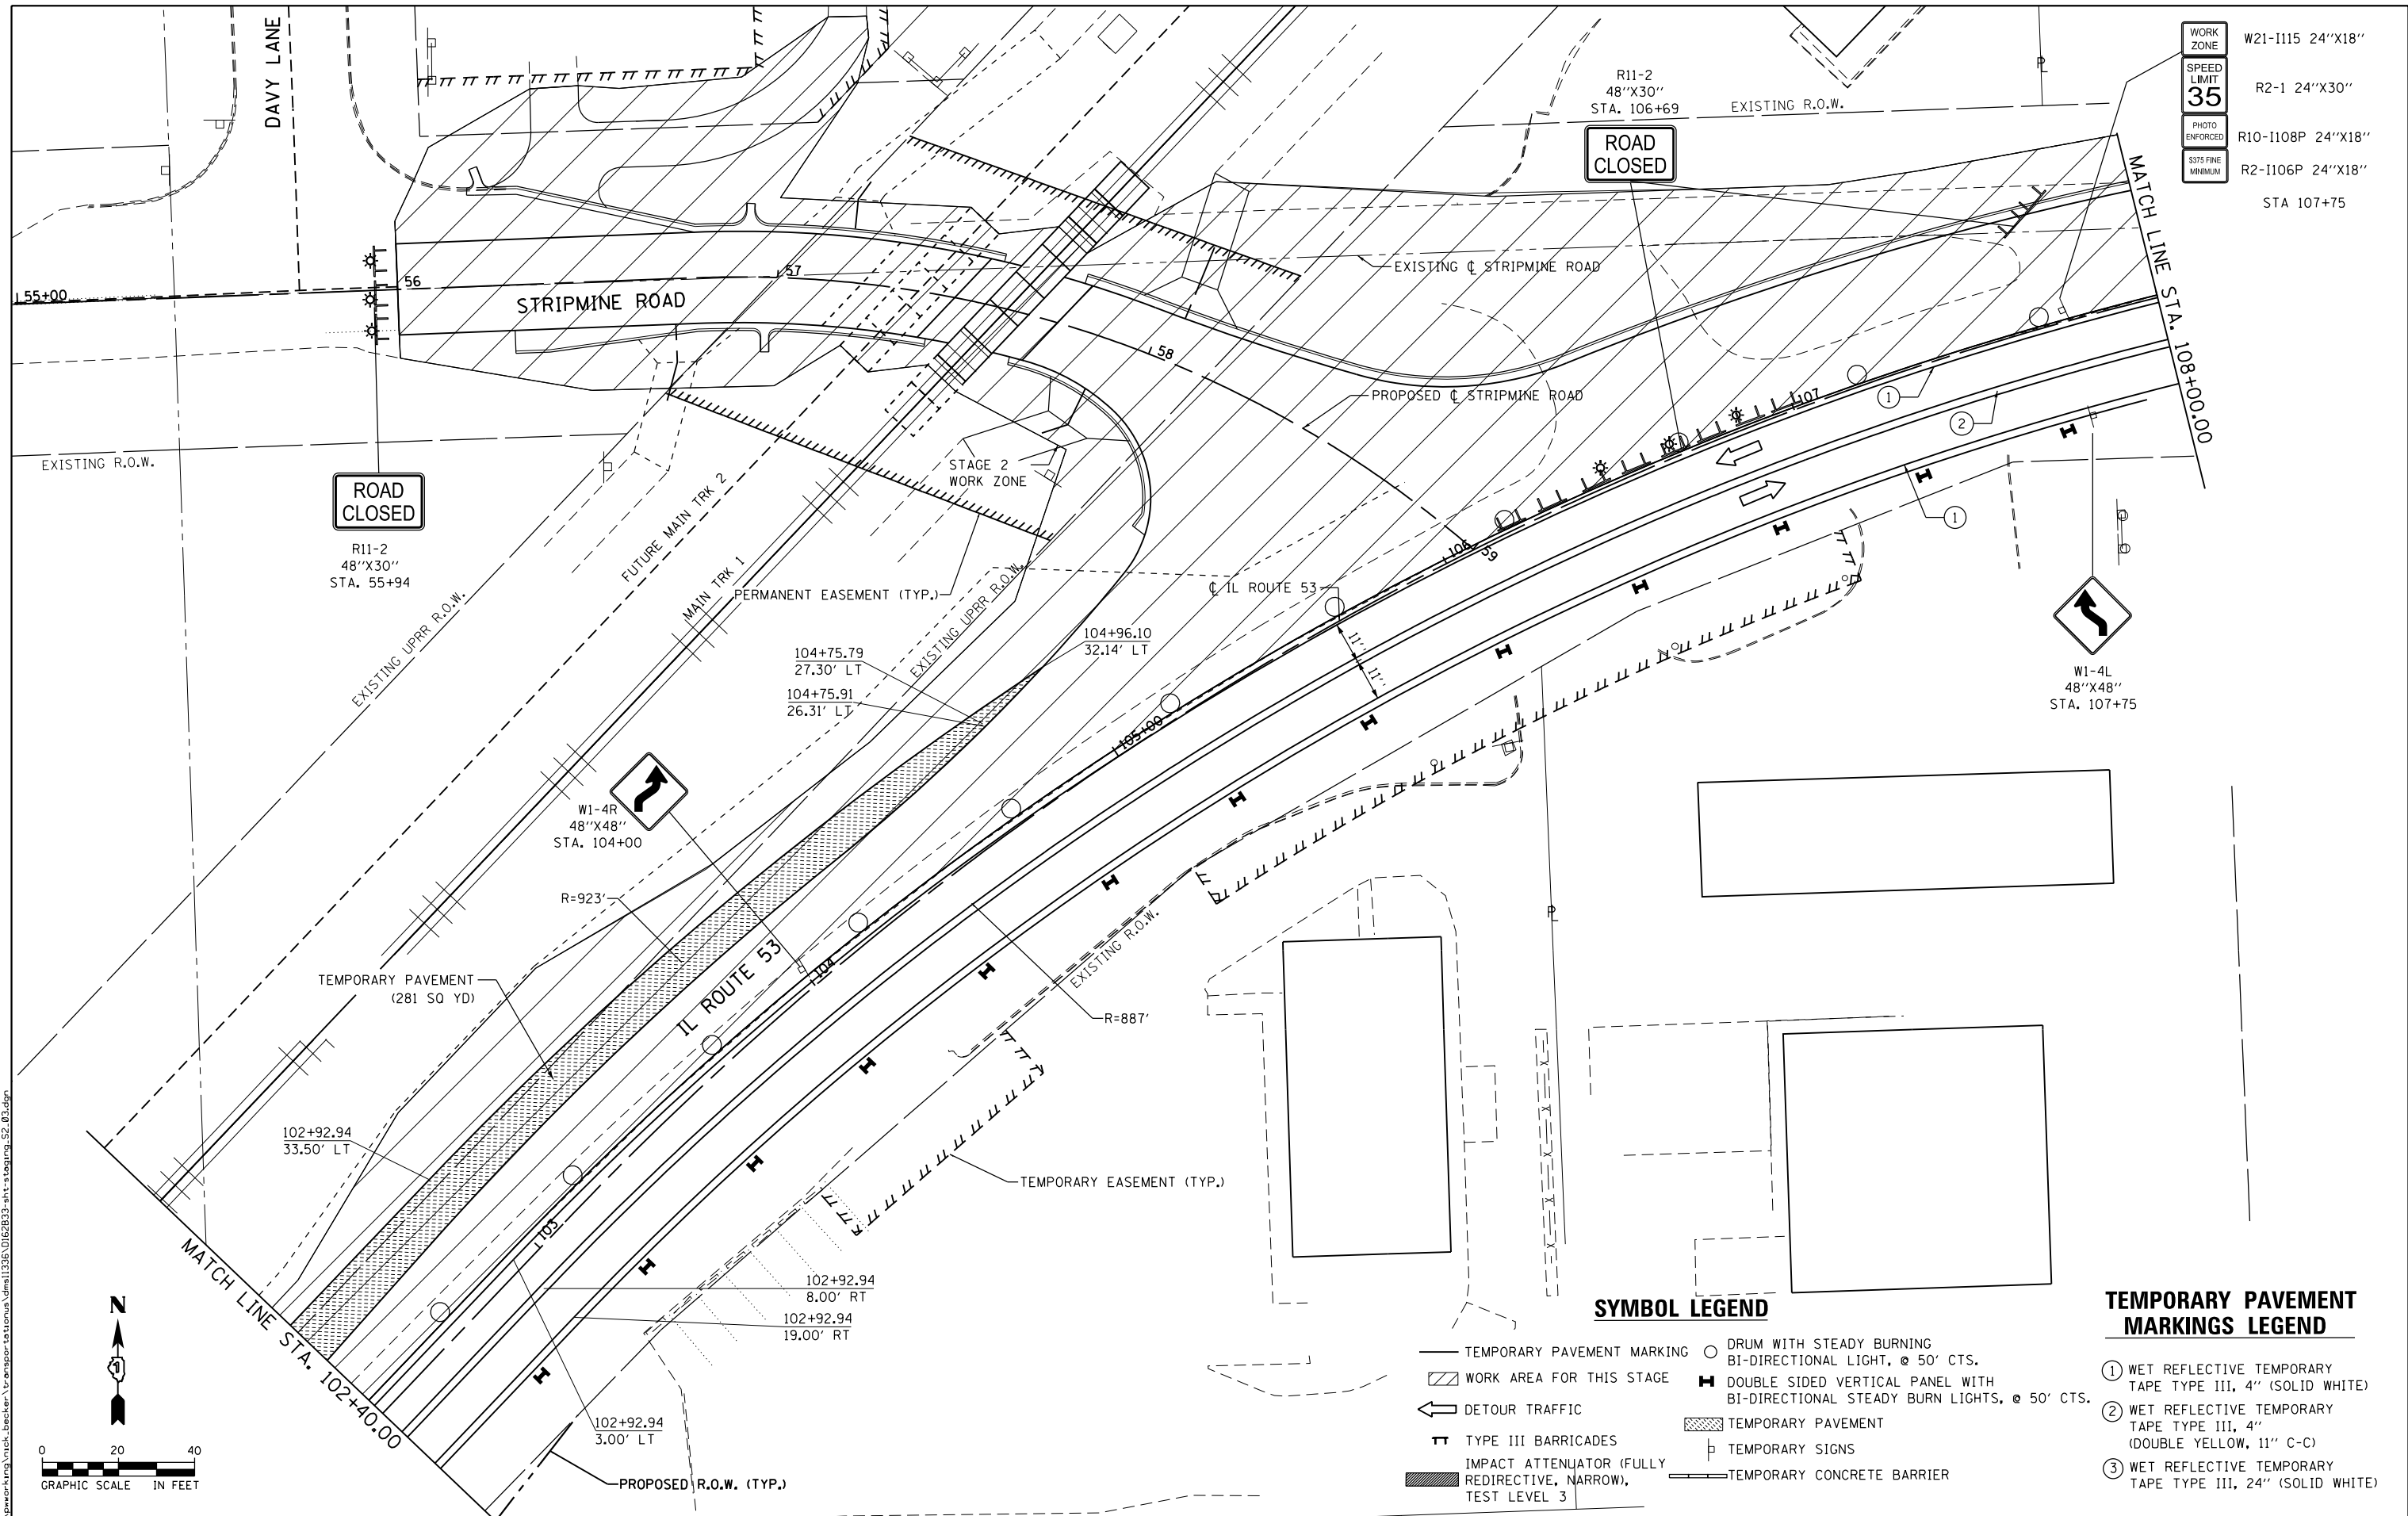 DAVY LANE
WORK
ZONE
W21-I115 24''X18''
SPEED
LIMIT
35
R2-1 24''X30''
PHOTO
ENFORCED
R10-I108P 24''X18''
$375 FINE
MINIMUM
R2-I106P 24''X18''
STA 107+75
R11-2
48''X30''
STA. 106+69
ROAD
CLOSED
EXISTING R.O.W.
MATCH LINE STA. 108+00.00
55+00
56
57
58
59
STRIPMINE ROAD
EXISTING ℄ STRIPMINE ROAD
PROPOSED ℄ STRIPMINE ROAD
EXISTING R.O.W.
ROAD
CLOSED
R11-2
48''X30''
STA. 55+94
STAGE 2
WORK ZONE
107
106
1
2
1
FUTURE MAIN TRK 2
MAIN TRK 1
PERMANENT EASEMENT (TYP.)
EXISTING UPRR R.O.W.
EXISTING UPRR R.O.W.
℄ IL ROUTE 53
11'
11'
104+96.10
32.14' LT
104+75.79
27.30' LT
104+75.91
26.31' LT
105+00
W1-4L
48''X48''
STA. 107+75
W1-4R
48''X48''
STA. 104+00
R=923'
TEMPORARY PAVEMENT
(281 SQ YD)
IL ROUTE 53
104
EXISTING R.O.W.
R=887'
102+92.94
33.50' LT
103
TEMPORARY EASEMENT (TYP.)
MATCH LINE STA. 102+40.00
102+92.94
8.00' RT
102+92.94
19.00' RT
102+92.94
3.00' LT
PROPOSED R.O.W. (TYP.)
N
1
0 20 40
GRAPHIC SCALE IN FEET
SYMBOL LEGEND
TEMPORARY PAVEMENT MARKING
WORK AREA FOR THIS STAGE
DETOUR TRAFFIC
TYPE III BARRICADES
IMPACT ATTENUATOR (FULLY
REDIRECTIVE, NARROW),
TEST LEVEL 3
DRUM WITH STEADY BURNING
BI-DIRECTIONAL LIGHT, @ 50' CTS.
DOUBLE SIDED VERTICAL PANEL WITH
BI-DIRECTIONAL STEADY BURN LIGHTS, @ 50' CTS.
TEMPORARY PAVEMENT
TEMPORARY SIGNS
TEMPORARY CONCRETE BARRIER
TEMPORARY PAVEMENT
MARKINGS LEGEND
1 WET REFLECTIVE TEMPORARY
TAPE TYPE III, 4'' (SOLID WHITE)
2 WET REFLECTIVE TEMPORARY
TAPE TYPE III, 4''
(DOUBLE YELLOW, 11'' C-C)
3 WET REFLECTIVE TEMPORARY
TAPE TYPE III, 24'' (SOLID WHITE)